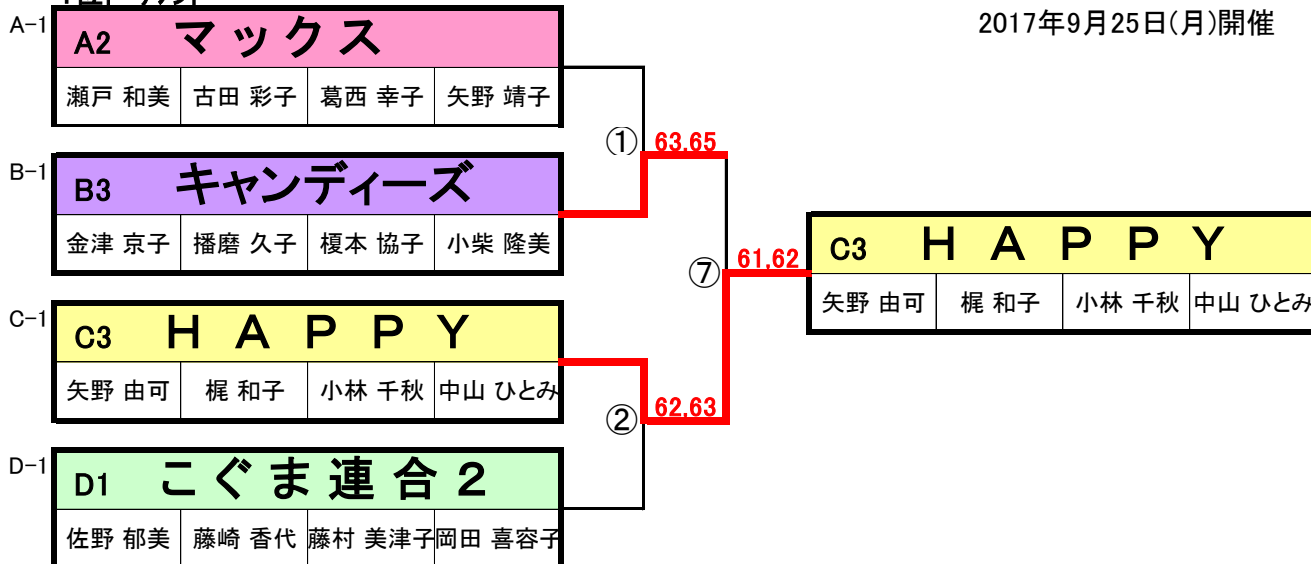 2017年9月25日(月)開催
A-1
A2 マックス
瀬戸 和美 古田 彩子 葛西 幸子 矢野 靖子
① 63,65
B-1
B3 キャンディーズ
金津 京子 播磨 久子 榎本 協子 小柴 隆美
⑦ 61,62
C3 HAPPY
矢野 由可 梶 和子 小林 千秋 中山 ひとみ
C-1
C3 HAPPY
矢野 由可 梶 和子 小林 千秋 中山 ひとみ
② 62,63
D-1
D1 こぐま連合2
佐野 郁美 藤崎 香代 藤村 美津子 岡田 喜容子